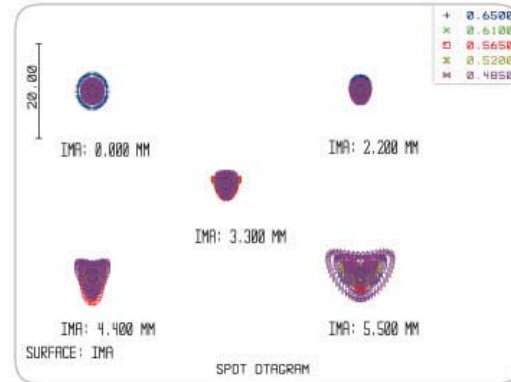 + 0.6500
× 0.6100
0.5650
0.5200
0.4850
20.00
IMA: 0.000 MM
IMA: 2.200 MM
IMA: 3.300 MM
IMA: 4.400 MM
IMA: 5.500 MM
SURFACE: IMA
SPOT DTAGRAM